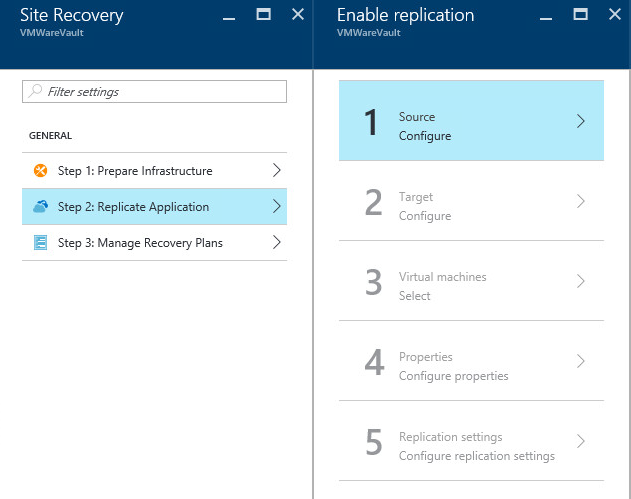 Site Recovery
VMWareVault
Filter settings
GENERAL
Step 1: Prepare Infrastructure
Step 2: Replicate Application
Step 3: Manage Recovery Plans
Enable replication
VMWareVault
1
Source
Configure
2
Target
Configure
3
Virtual machines
Select
4
Properties
Configure properties
5
Replication settings
Configure replication settings